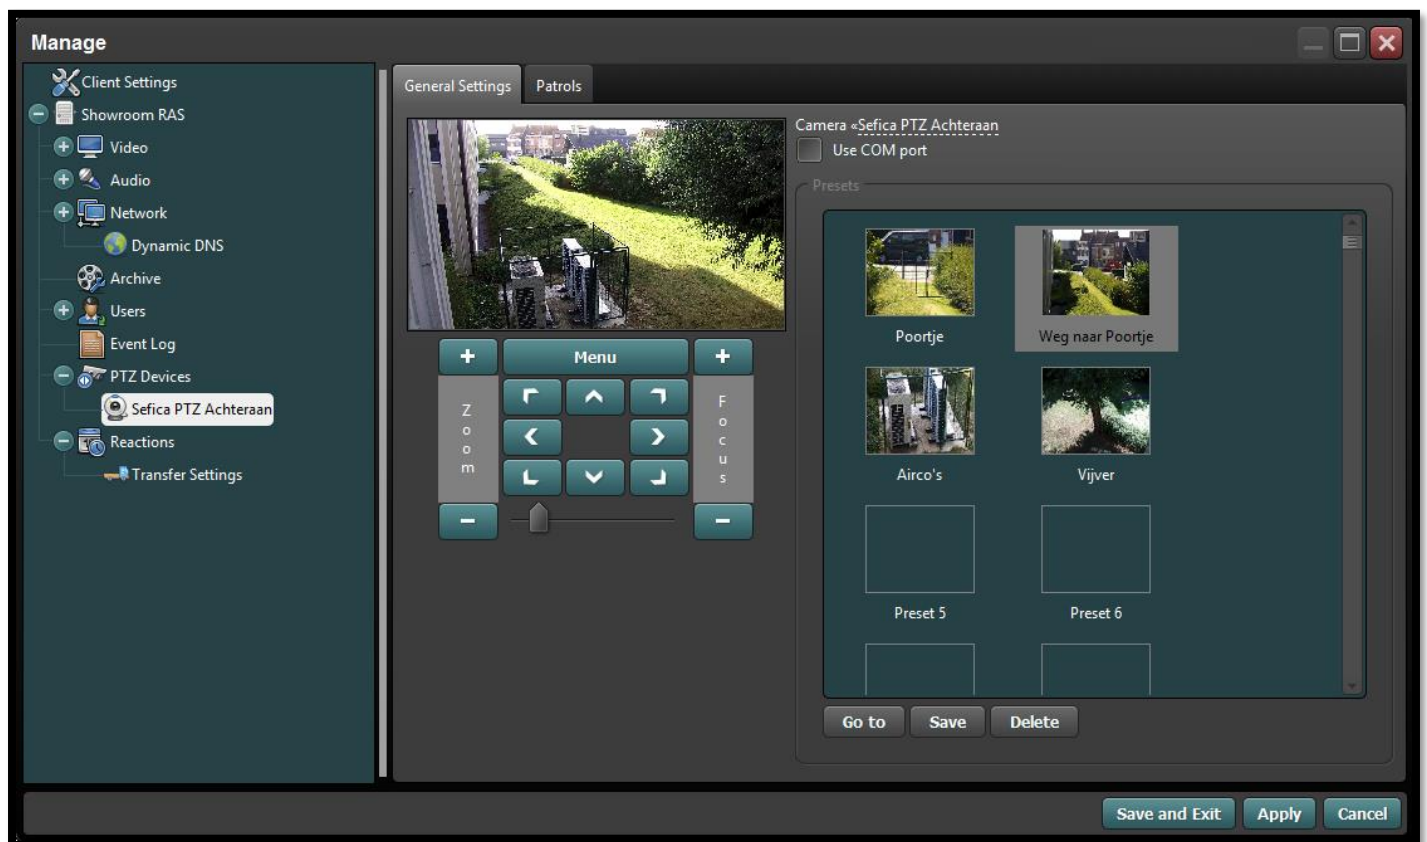 Manage
Client Settings
Showroom RAS
Video
Audio
Network
Dynamic DNS
Archive
Users
Event Log
PTZ Devices
Sefica PTZ Achteraan
Reactions
Transfer Settings
General Settings
Patrols
+ Menu +
Zoom
Focus
− −
Camera «Sefica PTZ Achteraan
Use COM port
Presets
Poortje
Weg naar Poortje
Airco's
Vijver
Preset 5
Preset 6
Go to
Save
Delete
Save and Exit
Apply
Cancel